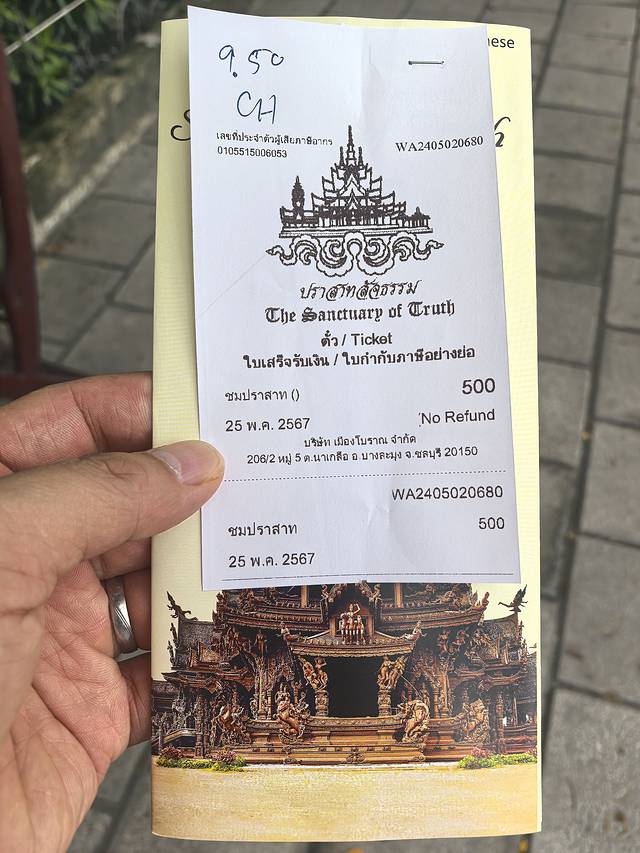 nese
9.50
CH
เลขที่ประจำตัวผู้เสียภาษีอากร
0105515006053
WA2405020680
ปราสาทสัจธรรม
The Sanctuary of Truth
ตั๋ว / Ticket
ใบเสร็จรับเงิน / ใบกำกับภาษีอย่างย่อ
ชมปราสาท () 500
25 พ.ค. 2567 No Refund
บริษัท เมืองโบราณ จำกัด
206/2 หมู่ 5 ต.นาเกลือ อ.บางละมุง จ.ชลบุรี 20150
WA2405020680
ชมปราสาท 500
25 พ.ค. 2567